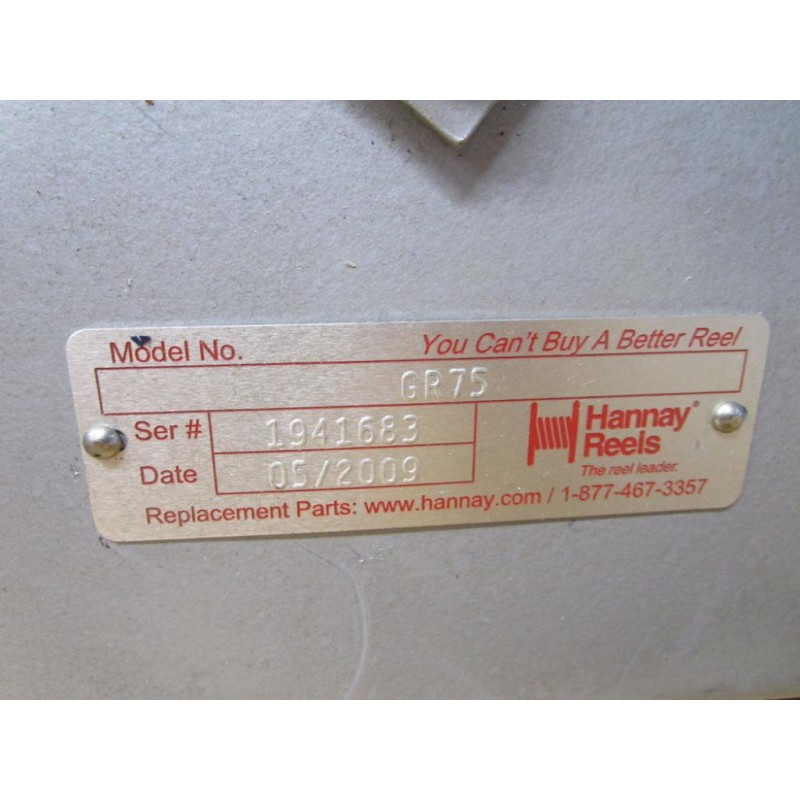 Model No. You Can't Buy A Better Reel
GR75
Ser # 1941683
Hannay® Reels
Date 05/2009
The reel leader.
Replacement Parts: www.hannay.com / 1-877-467-3357